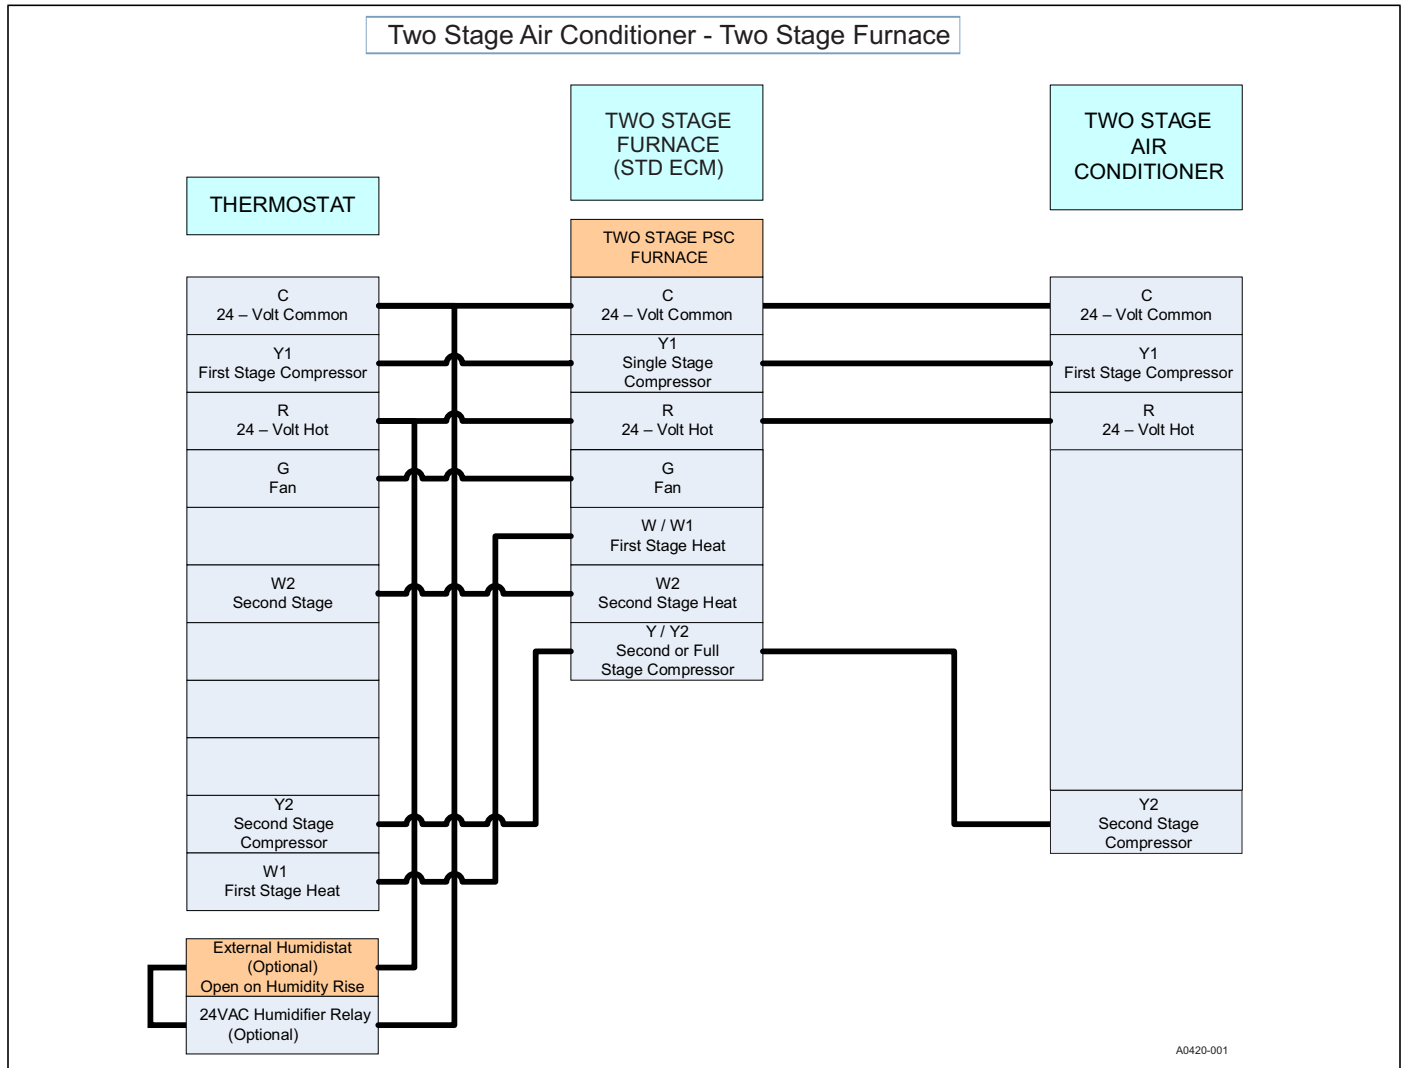 Two Stage Air Conditioner - Two Stage Furnace
THERMOSTAT
C
24 – Volt Common
Y1
First Stage Compressor
R
24 – Volt Hot
G
Fan
W2
Second Stage
Y2
Second Stage
Compressor
W1
First Stage Heat
External Humidistat
(Optional)
Open on Humidity Rise
24VAC Humidifier Relay
(Optional)
TWO STAGE
FURNACE
(STD ECM)
TWO STAGE PSC
FURNACE
C
24 – Volt Common
Y1
Single Stage
Compressor
R
24 – Volt Hot
G
Fan
W / W1
First Stage Heat
W2
Second Stage Heat
Y / Y2
Second or Full
Stage Compressor
TWO STAGE
AIR
CONDITIONER
C
24 – Volt Common
Y1
First Stage Compressor
R
24 – Volt Hot
Y2
Second Stage
Compressor
A0420-001